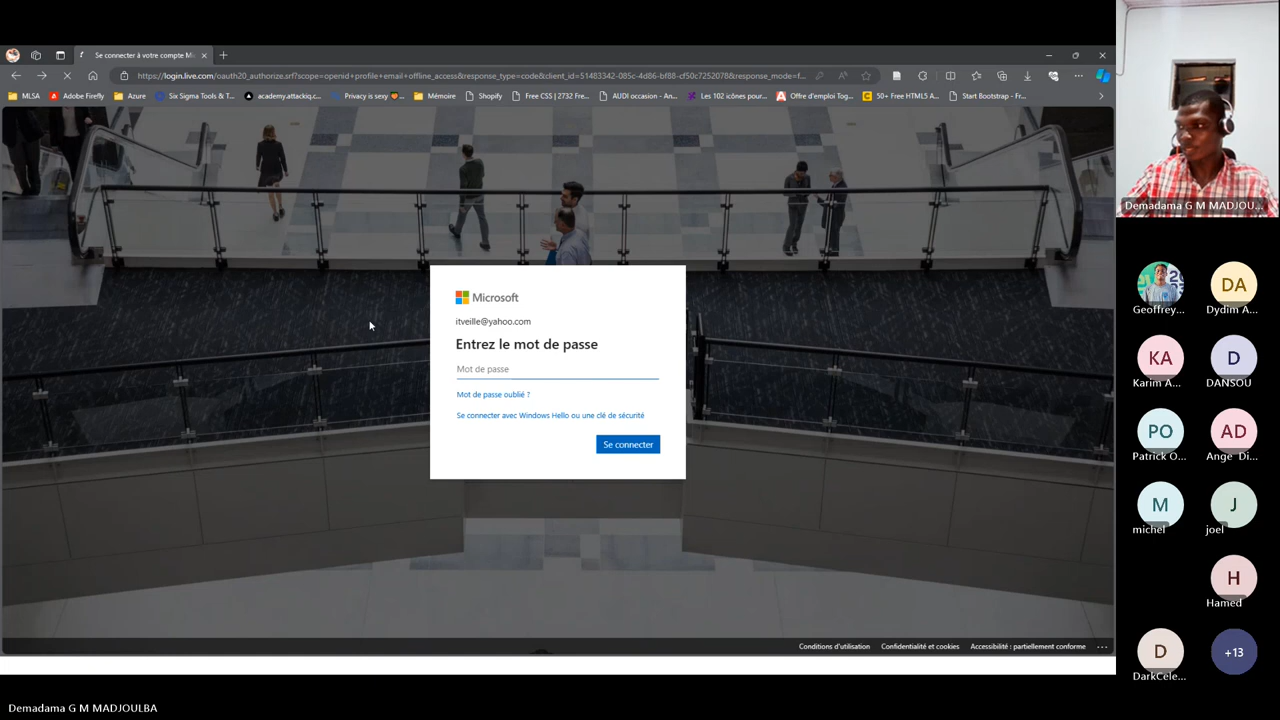 Se connecter à votre compte Mi
https://login.live.com/oauth20_authorize.srf?scope=openid+profile+email+offline_access&response_type=code&client_id=51483342-085c-4d86-bf88-cf50c7252078&response_mode=f...
MLSA
Adobe Firefly
Azure
Six Sigma Tools & T...
academy.attackiq.c...
Privacy is sexy
Mémoire
Shopify
Free CSS | 2732 Fre...
AUDI occasion - An...
Les 102 icônes pour...
Offre d'emploi Tog...
50+ Free HTML5 A...
Start Bootstrap - Fr...
Microsoft
itveille@yahoo.com
Entrez le mot de passe
Mot de passe
Mot de passe oublié ?
Se connecter avec Windows Hello ou une clé de sécurité
Se connecter
Conditions d'utilisation
Confidentialité et cookies
Accessibilité : partiellement conforme
...
Demadama G M MADJOU...
Geoffrey...
DA
Dydim A...
KA
Karim A...
D
DANSOU
PO
Patrick O...
AD
Ange Di...
M
michel
J
joel
H
Hamed
D
DarkCele...
+13
Demadama G M MADJOULBA